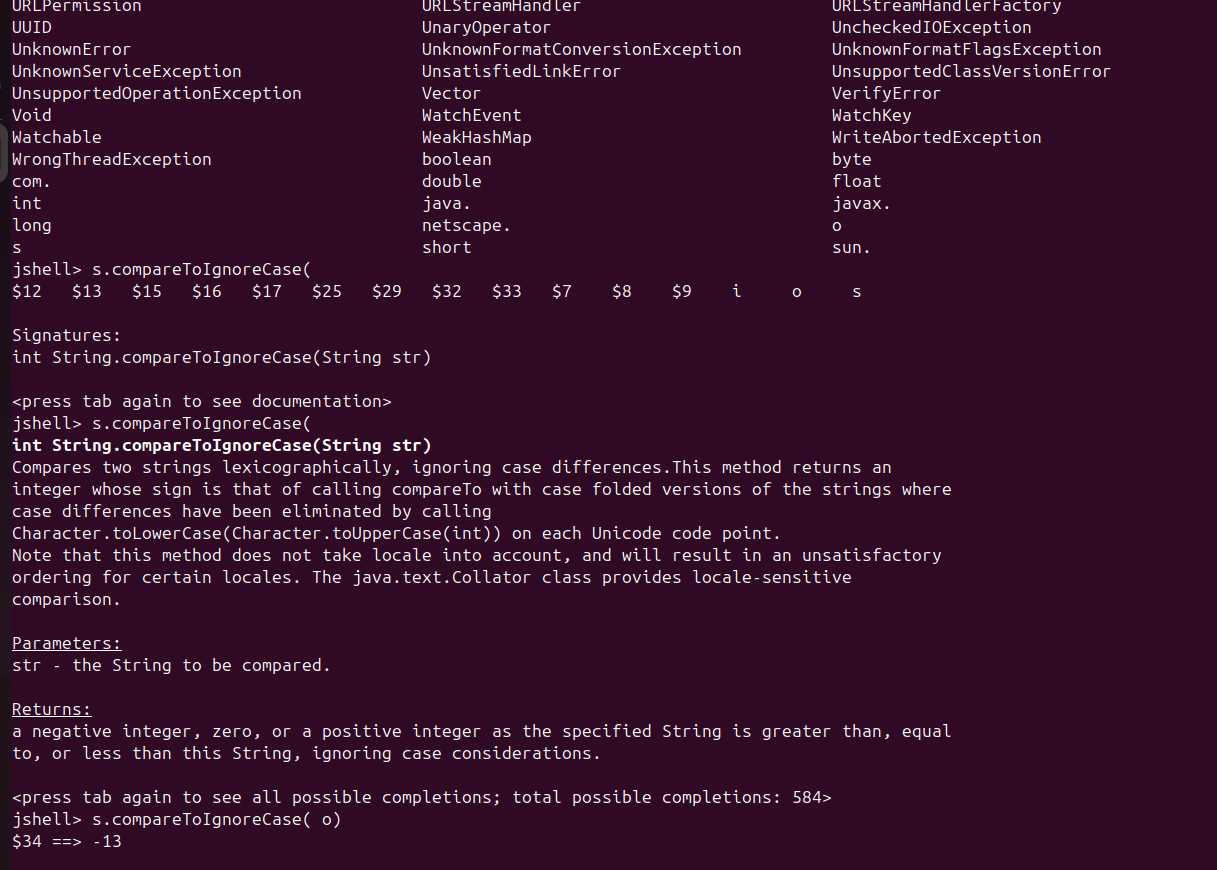 URLPermission URLStreamHandler URLStreamHandlerFactory
UUID UnaryOperator UncheckedIOException
UnknownError UnknownFormatConversionException UnknownFormatFlagsException
UnknownServiceException UnsatisfiedLinkError UnsupportedClassVersionError
UnsupportedOperationException Vector VerifyError
Void WatchEvent WatchKey
Watchable WeakHashMap WriteAbortedException
WrongThreadException boolean byte
com. double float
int java. javax.
long netscape. o
s short sun.
jshell> s.compareToIgnoreCase(
$12 $13 $15 $16 $17 $25 $29 $32 $33 $7 $8 $9 i o s
Signatures:
int String.compareToIgnoreCase(String str)
<press tab again to see documentation>
jshell> s.compareToIgnoreCase(
int String.compareToIgnoreCase(String str)
Compares two strings lexicographically, ignoring case differences.This method returns an
integer whose sign is that of calling compareTo with case folded versions of the strings where
case differences have been eliminated by calling
Character.toLowerCase(Character.toUpperCase(int)) on each Unicode code point.
Note that this method does not take locale into account, and will result in an unsatisfactory
ordering for certain locales. The java.text.Collator class provides locale-sensitive
comparison.
Parameters:
str - the String to be compared.
Returns:
a negative integer, zero, or a positive integer as the specified String is greater than, equal
to, or less than this String, ignoring case considerations.
<press tab again to see all possible completions; total possible completions: 584>
jshell> s.compareToIgnoreCase( o)
$34 ==> -13